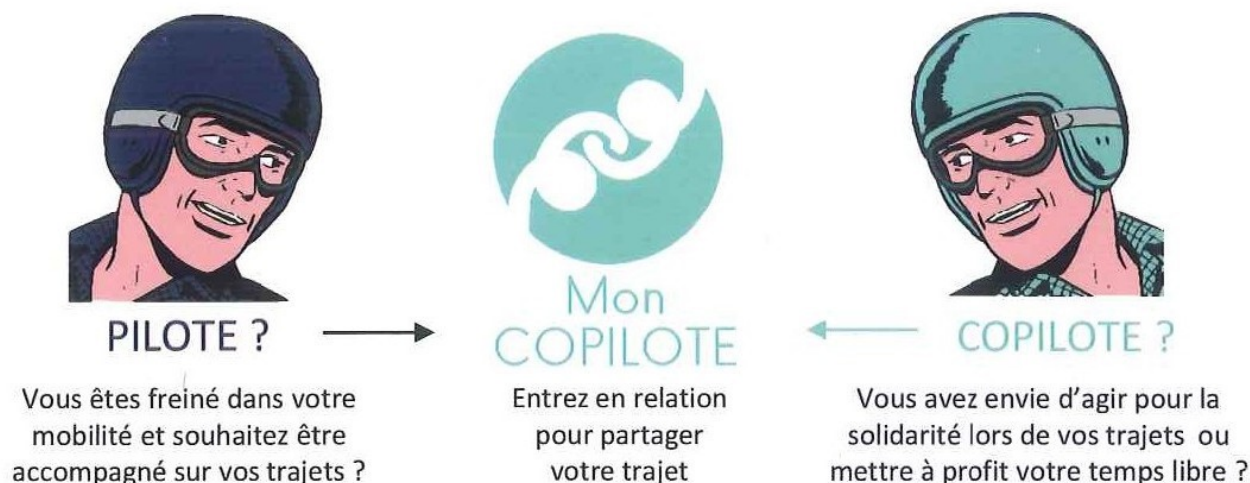 PILOTE ?
Vous êtes freiné dans votre
mobilité et souhaitez être
accompagné sur vos trajets ?
Mon
COPILOTE
Entrez en relation
pour partager
votre trajet
COPILOTE ?
Vous avez envie d'agir pour la
solidarité lors de vos trajets ou
mettre à profit votre temps libre ?